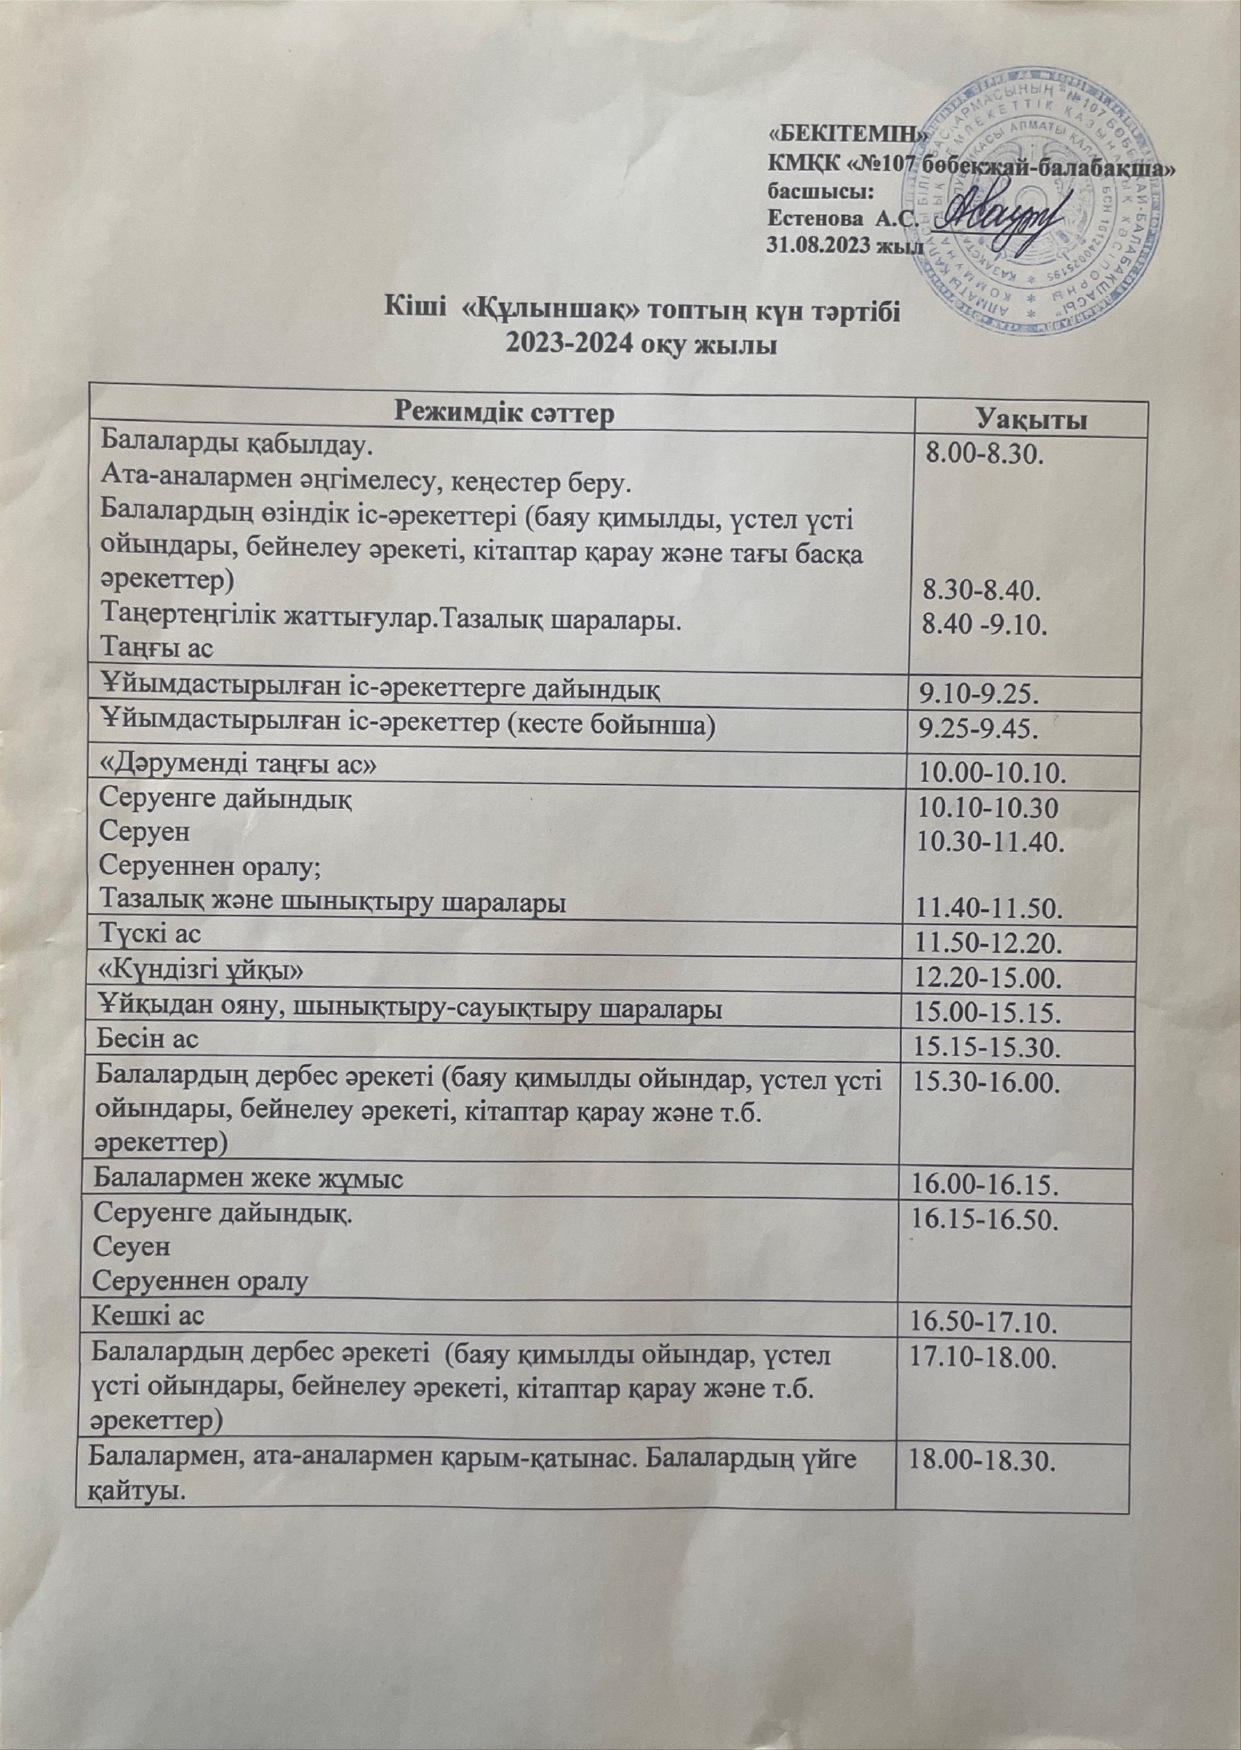 «БЕКІТЕМІН»
КМҚК «№107 бөбекжай-балабақша»
басшысы:
Естенова А.С.
31.08.2023 жыл
Кіші «Құлыншақ» топтың күн тәртібі
2023-2024 оқу жылы
Режимдік сәттер Уақыты
Балаларды қабылдау. 8.00-8.30.
Ата-аналармен әңгімелесу, кеңестер беру.
Балалардың өзіндік іс-әрекеттері (баяу қимылды, үстел үсті
ойындары, бейнелеу әрекеті, кітаптар қарау және тағы басқа
әрекеттер) 8.30-8.40.
Таңертеңгілік жаттығулар.Тазалық шаралары. 8.40 -9.10.
Таңғы ас
Ұйымдастырылған іс-әрекеттерге дайындық 9.10-9.25.
Ұйымдастырылған іс-әрекеттер (кесте бойынша) 9.25-9.45.
«Дәруменді таңғы ас» 10.00-10.10.
Серуенге дайындық 10.10-10.30
Серуен 10.30-11.40.
Серуеннен оралу;
Тазалық және шынықтыру шаралары 11.40-11.50.
Түскі ас 11.50-12.20.
«Күндізгі ұйқы» 12.20-15.00.
Ұйқыдан ояну, шынықтыру-сауықтыру шаралары 15.00-15.15.
Бесін ас 15.15-15.30.
Балалардың дербес әрекеті (баяу қимылды ойындар, үстел үсті 15.30-16.00.
ойындары, бейнелеу әрекеті, кітаптар қарау және т.б.
әрекеттер)
Балалармен жеке жұмыс 16.00-16.15.
Серуенге дайындық. 16.15-16.50.
Сеуен
Серуеннен оралу
Кешкі ас 16.50-17.10.
Балалардың дербес әрекеті (баяу қимылды ойындар, үстел 17.10-18.00.
үсті ойындары, бейнелеу әрекеті, кітаптар қарау және т.б.
әрекеттер)
Балалармен, ата-аналармен қарым-қатынас. Балалардың үйге 18.00-18.30.
қайтуы.